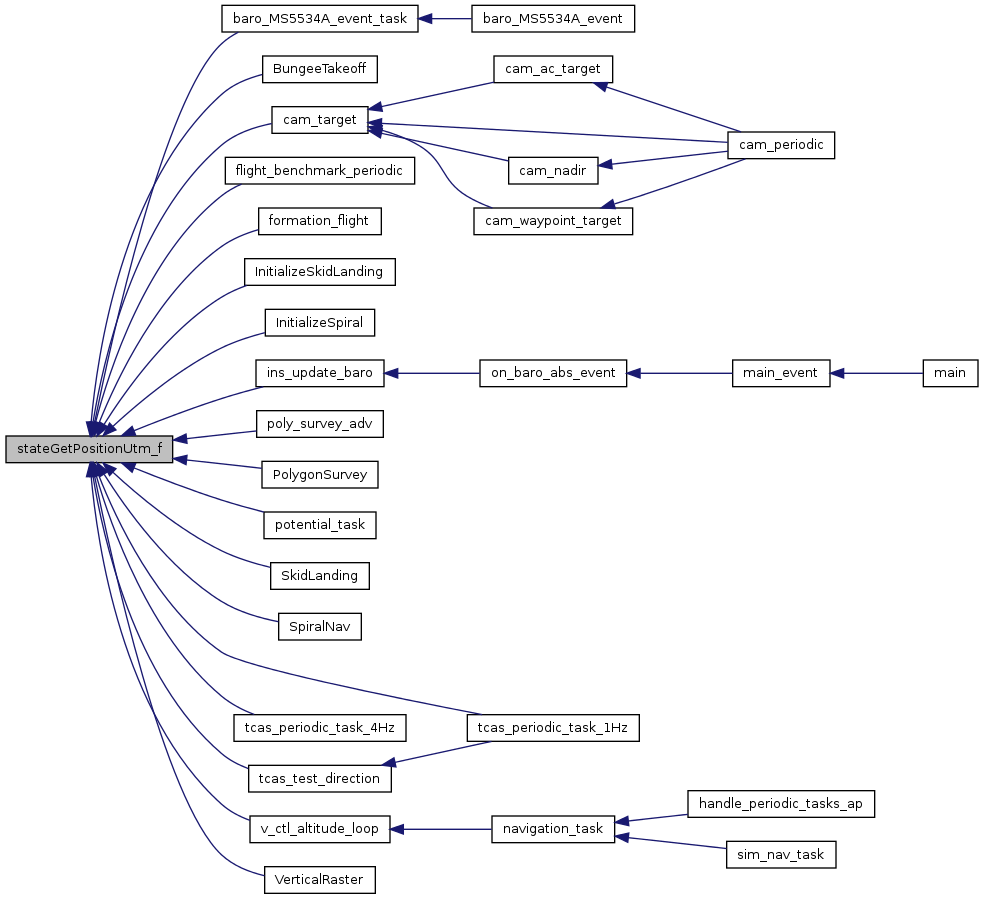 baro_MS5534A_event_task
baro_MS5534A_event
BungeeTakeoff
cam_ac_target
cam_target
cam_periodic
flight_benchmark_periodic
cam_nadir
formation_flight
cam_waypoint_target
InitializeSkidLanding
InitializeSpiral
ins_update_baro
on_baro_abs_event
main_event
main
poly_survey_adv
stateGetPositionUtm_f
PolygonSurvey
potential_task
SkidLanding
SpiralNav
tcas_periodic_task_4Hz
tcas_periodic_task_1Hz
tcas_test_direction
handle_periodic_tasks_ap
v_ctl_altitude_loop
navigation_task
sim_nav_task
VerticalRaster